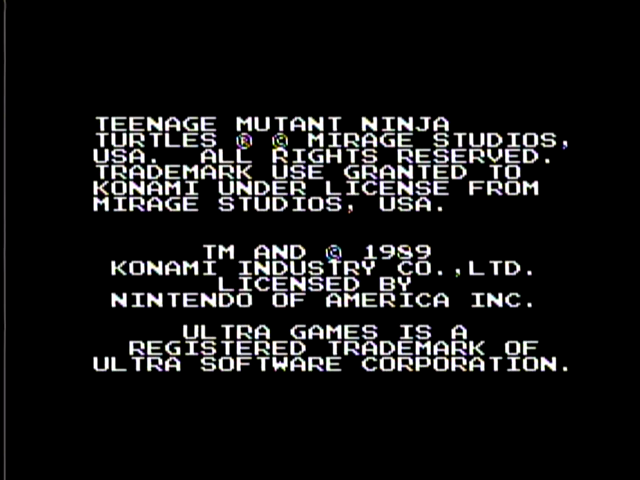 TEENAGE MUTANT NINJA
TURTLES ® © MIRAGE STUDIOS,
USA. ALL RIGHTS RESERVED.
TRADEMARK USE GRANTED TO
KONAMI UNDER LICENSE FROM
MIRAGE STUDIOS, USA.
TM AND © 1989
KONAMI INDUSTRY CO.,LTD.
LICENSED BY
NINTENDO OF AMERICA INC.
ULTRA GAMES IS A
REGISTERED TRADEMARK OF
ULTRA SOFTWARE CORPORATION.